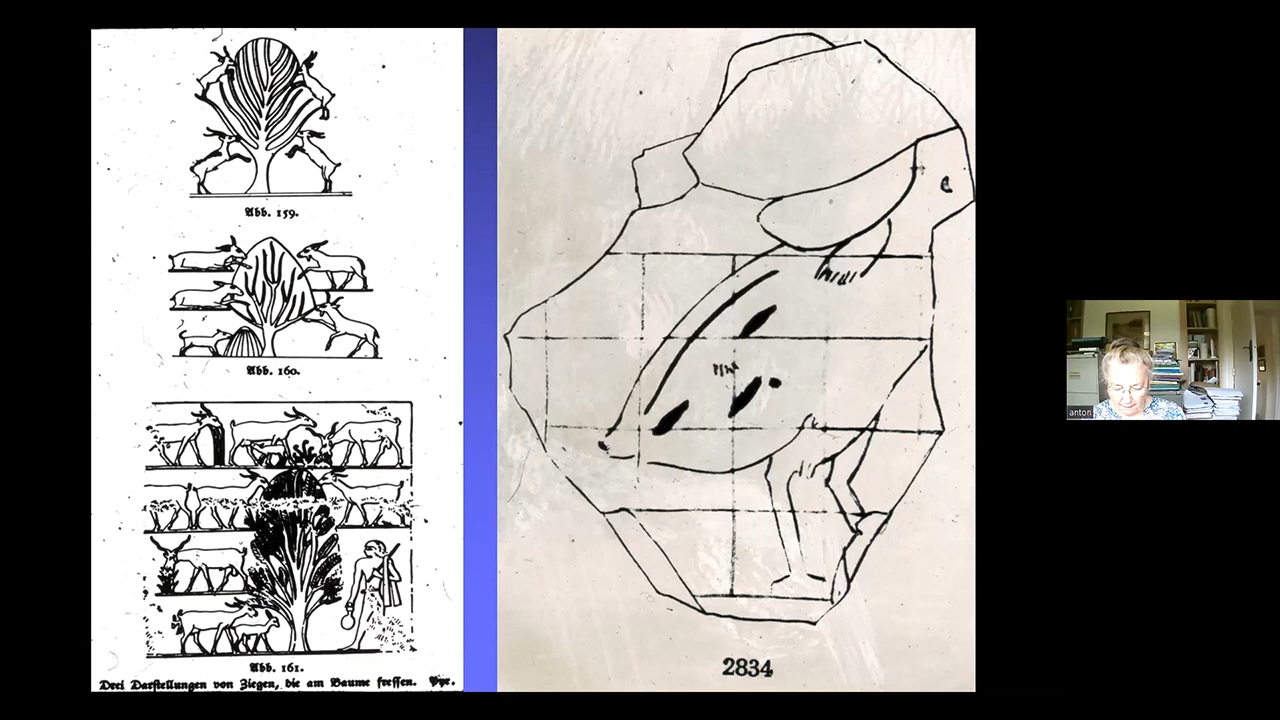 Abb. 159.
Abb. 160.
Abb. 161.
Drei Darstellungen von Ziegen, die am Baume fressen.
2834
anton